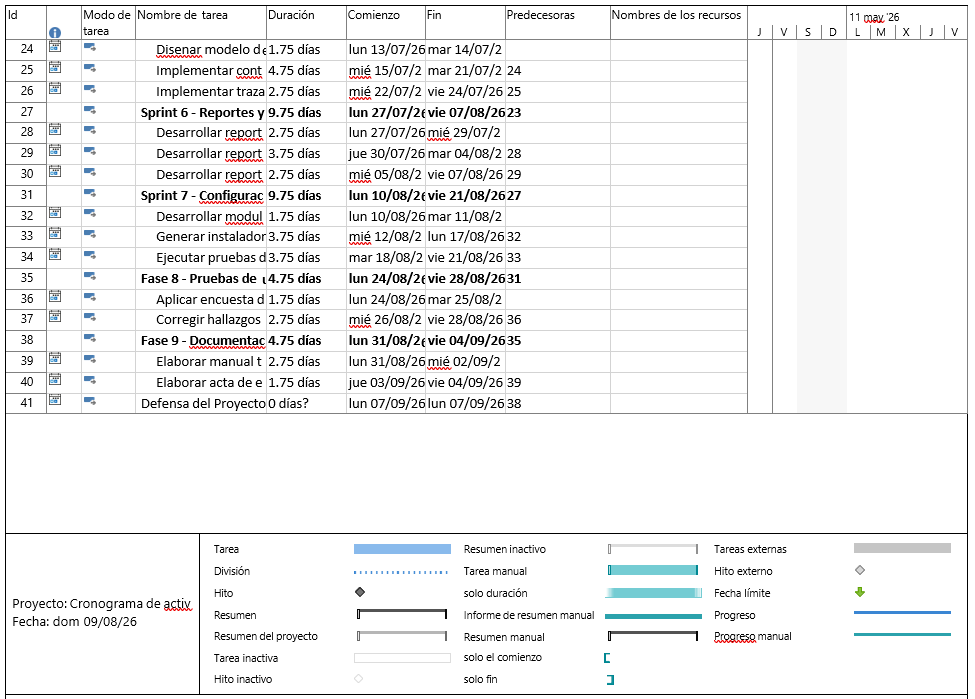 Id Modo de tarea Nombre de tarea Duración Comienzo Fin Predecesoras Nombres de los recursos 11 may '26
J V S D L M X J V
24 Disenar modelo de 1.75 días lun 13/07/26 mar 14/07/2
25 Implementar cont 4.75 días mié 15/07/2 mar 21/07/2 24
26 Implementar traza 2.75 días mié 22/07/2 vie 24/07/26 25
27 Sprint 6 - Reportes y 9.75 días lun 27/07/26 vie 07/08/26 23
28 Desarrollar report 2.75 días lun 27/07/26 mié 29/07/2
29 Desarrollar report 3.75 días jue 30/07/26 mar 04/08/2 28
30 Desarrollar report 2.75 días mié 05/08/2 vie 07/08/26 29
31 Sprint 7 - Configurac 9.75 días lun 10/08/26 vie 21/08/26 27
32 Desarrollar modul 1.75 días lun 10/08/26 mar 11/08/2
33 Generar instalador 3.75 días mié 12/08/2 lun 17/08/26 32
34 Ejecutar pruebas d 3.75 días mar 18/08/2 vie 21/08/26 33
35 Fase 8 - Pruebas de 4.75 días lun 24/08/26 vie 28/08/26 31
36 Aplicar encuesta d 1.75 días lun 24/08/26 mar 25/08/2
37 Corregir hallazgos 2.75 días mié 26/08/2 vie 28/08/26 36
38 Fase 9 - Documentac 4.75 días lun 31/08/26 vie 04/09/26 35
39 Elaborar manual t 2.75 días lun 31/08/26 mié 02/09/2
40 Elaborar acta de e 1.75 días jue 03/09/26 vie 04/09/26 39
41 Defensa del Proyecto 0 días? lun 07/09/26 lun 07/09/26 38
Proyecto: Cronograma de activ
Fecha: dom 09/08/26
Tarea
División
Hito
Resumen
Resumen del proyecto
Tarea inactiva
Hito inactivo
Resumen inactivo
Tarea manual
solo duración
Informe de resumen manual
Resumen manual
solo el comienzo
solo fin
Tareas externas
Hito externo
Fecha límite
Progreso
Progreso manual